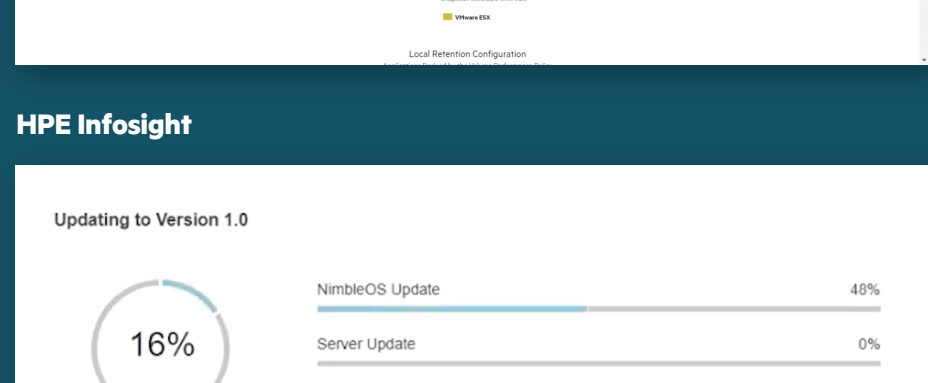 VMware ESX
Local Retention Configuration
HPE Infosight
Updating to Version 1.0
NimbleOS Update
48%
16%
Server Update
0%